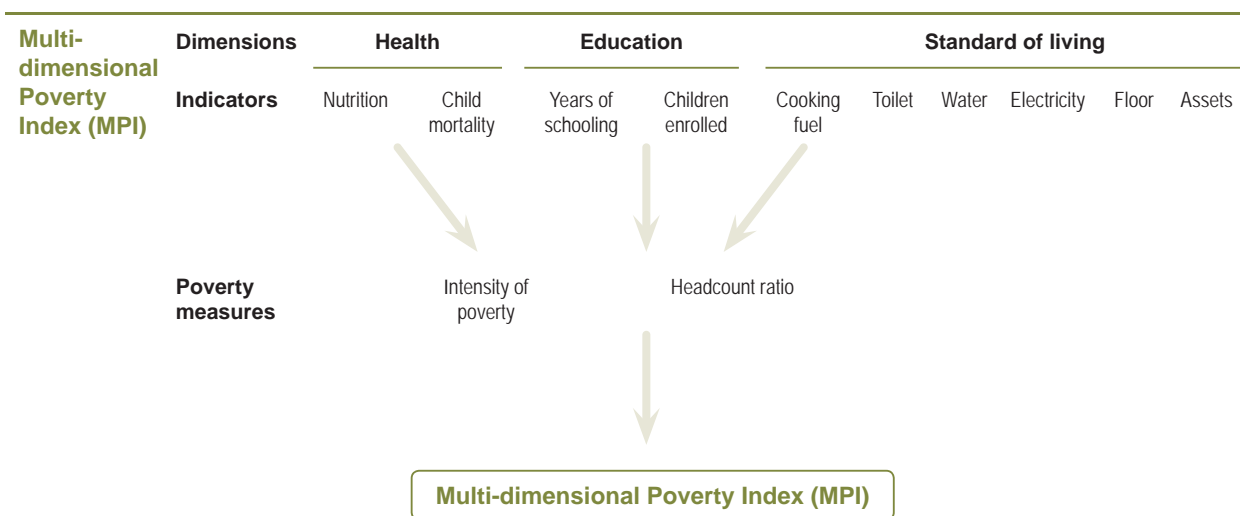 Multi-
dimensional
Poverty
Index (MPI)
Dimensions Health Education Standard of living
Indicators Nutrition Child Years of Children Cooking Toilet Water Electricity Floor Assets
mortality schooling enrolled fuel
Poverty Intensity of Headcount ratio
measures poverty
Multi-dimensional Poverty Index (MPI)